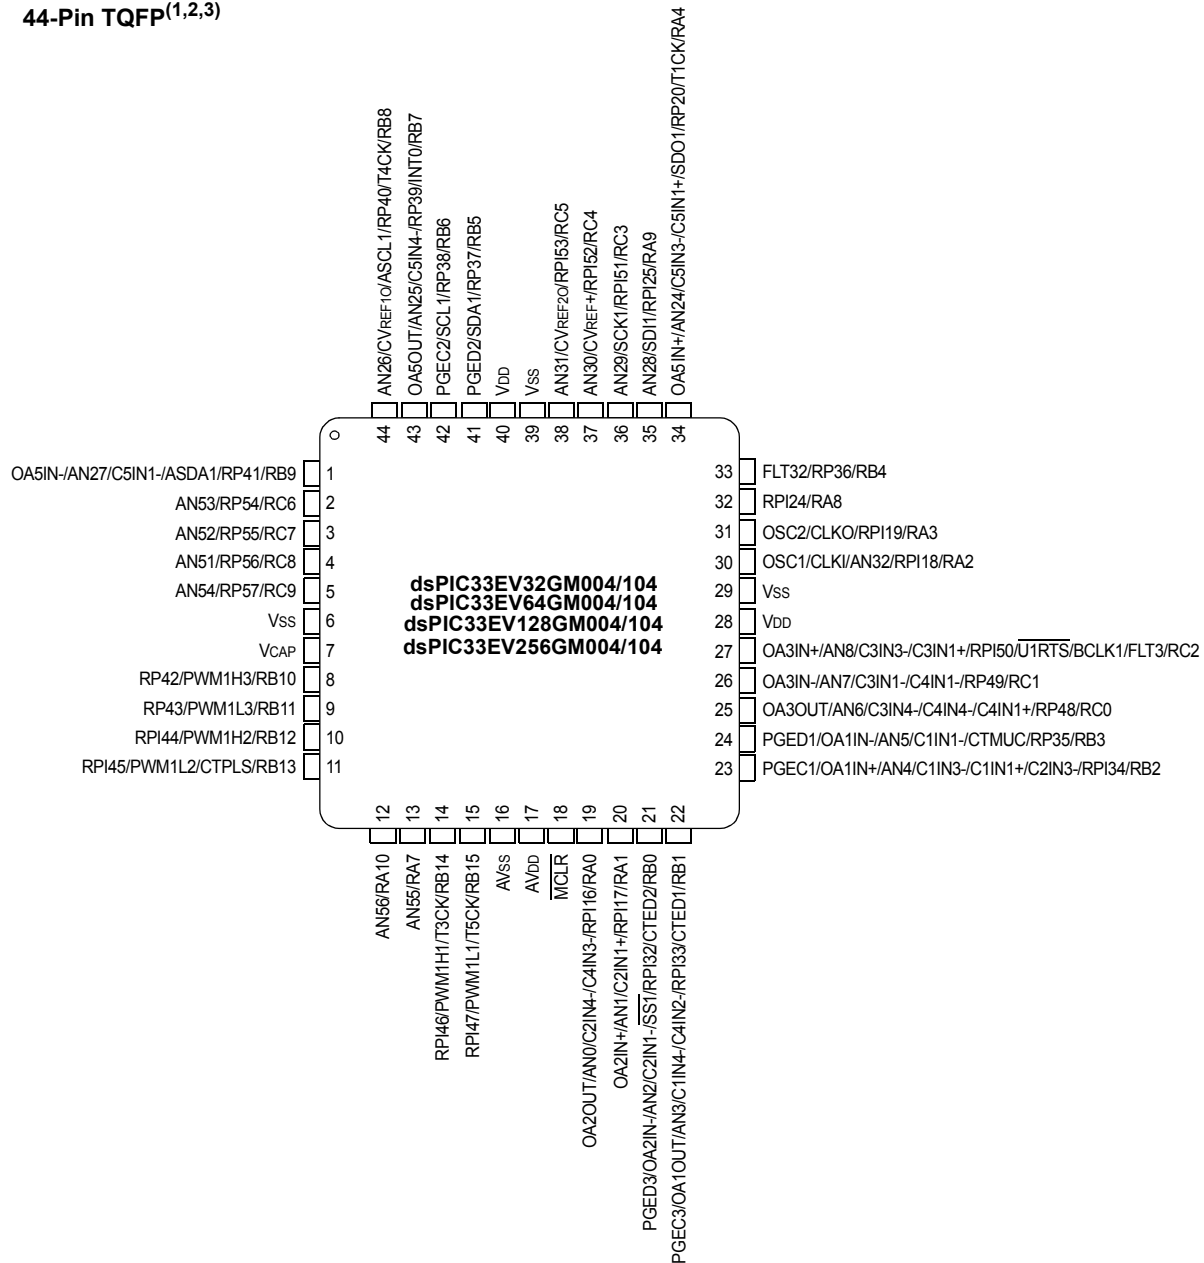 44-Pin TQFP(1,2,3)
AN26/CVREF1O/ASCL1/RP40/T4CK/RB8
OA5OUT/AN25/C5IN4-/RP39/INT0/RB7
PGEC2/SCL1/RP38/RB6
PGED2/SDA1/RP37/RB5
VDD
VSS
AN31/CVREF2O/RPI53/RC5
AN30/CVREF+/RPI52/RC4
AN29/SCK1/RPI51/RC3
AN28/SDI1/RPI25/RA9
OA5IN+/AN24/C5IN3-/C5IN1+/SDO1/RP20/T1CK/RA4
44 43 42 41 40 39 38 37 36 35 34
OA5IN-/AN27/C5IN1-/ASDA1/RP41/RB9 1
AN53/RP54/RC6 2
AN52/RP55/RC7 3
AN51/RP56/RC8 4
AN54/RP57/RC9 5
VSS 6
VCAP 7
RP42/PWM1H3/RB10 8
RP43/PWM1L3/RB11 9
RPI44/PWM1H2/RB12 10
RPI45/PWM1L2/CTPLS/RB13 11
dsPIC33EV32GM004/104
dsPIC33EV64GM004/104
dsPIC33EV128GM004/104
dsPIC33EV256GM004/104
33 FLT32/RP36/RB4
32 RPI24/RA8
31 OSC2/CLKO/RPI19/RA3
30 OSC1/CLKI/AN32/RPI18/RA2
29 VSS
28 VDD
27 OA3IN+/AN8/C3IN3-/C3IN1+/RPI50/U1RTS/BCLK1/FLT3/RC2
26 OA3IN-/AN7/C3IN1-/C4IN1-/RP49/RC1
25 OA3OUT/AN6/C3IN4-/C4IN4-/C4IN1+/RP48/RC0
24 PGED1/OA1IN-/AN5/C1IN1-/CTMUC/RP35/RB3
23 PGEC1/OA1IN+/AN4/C1IN3-/C1IN1+/C2IN3-/RPI34/RB2
12 13 14 15 16 17 18 19 20 21 22
AN56/RA10
AN55/RA7
RPI46/PWM1H1/T3CK/RB14
RPI47/PWM1L1/T5CK/RB15
AVSS
AVDD
MCLR
OA2OUT/AN0/C2IN4-/C4IN3-/RPI16/RA0
OA2IN+/AN1/C2IN1+/RPI17/RA1
PGED3/OA2IN-/AN2/C2IN1-/SS1/RPI32/CTED2/RB0
PGEC3/OA1OUT/AN3/C1IN4-/C4IN2-/RPI33/CTED1/RB1